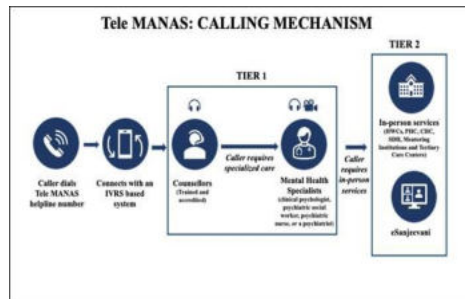 Tele MANAS: CALLING MECHANISM
TIER 1
TIER 2
Caller dials
Tele MANAS
helpline number
Connects with an
IVRS based
system
Counsellors
(Trained and
accredited)
Caller requires
specialized care
Mental Health
Specialists
(clinical psychologist,
psychiatric social
worker, psychiatric
nurse, or a psychiatrist)
Caller
requires
in-person
services
In-person services
(HWCs, PHC, CHC,
SDH, Mentoring
Institutions and Tertiary
Care Centers)
eSanjeevani